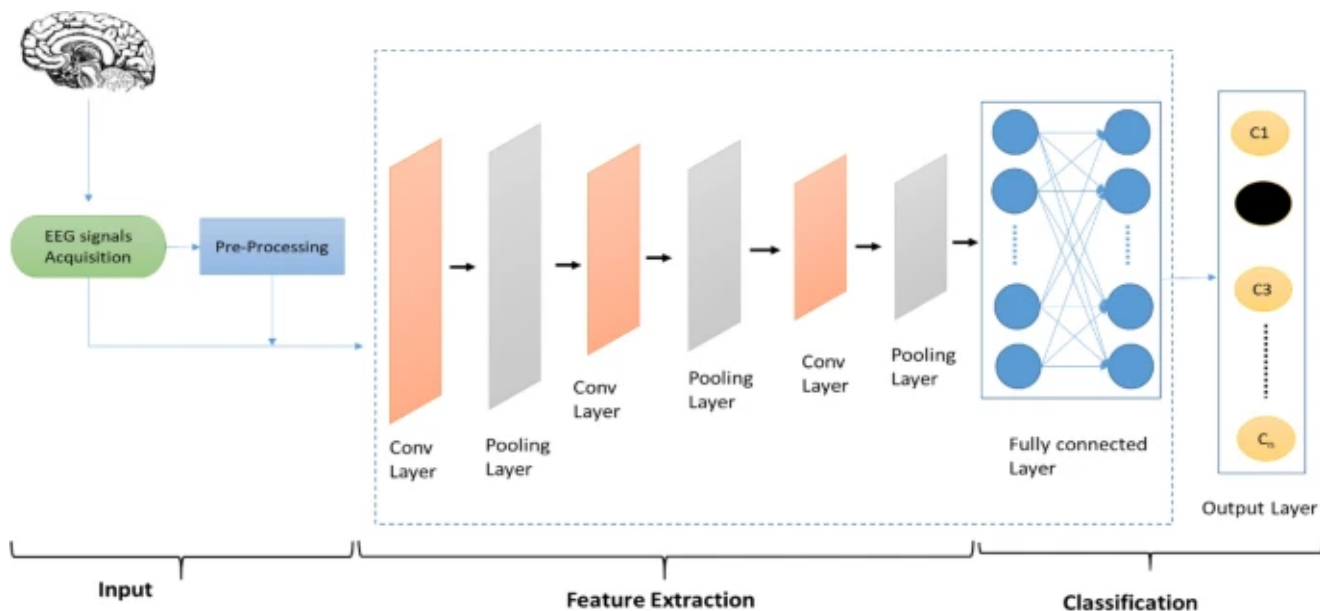 EEG signals
Acquisition
Pre-Processing
Conv
Layer
Pooling
Layer
Conv
Layer
Pooling
Layer
Conv
Layer
Pooling
Layer
Fully connected
Layer
C1
C3
Cn
Output Layer
Input
Feature Extraction
Classification